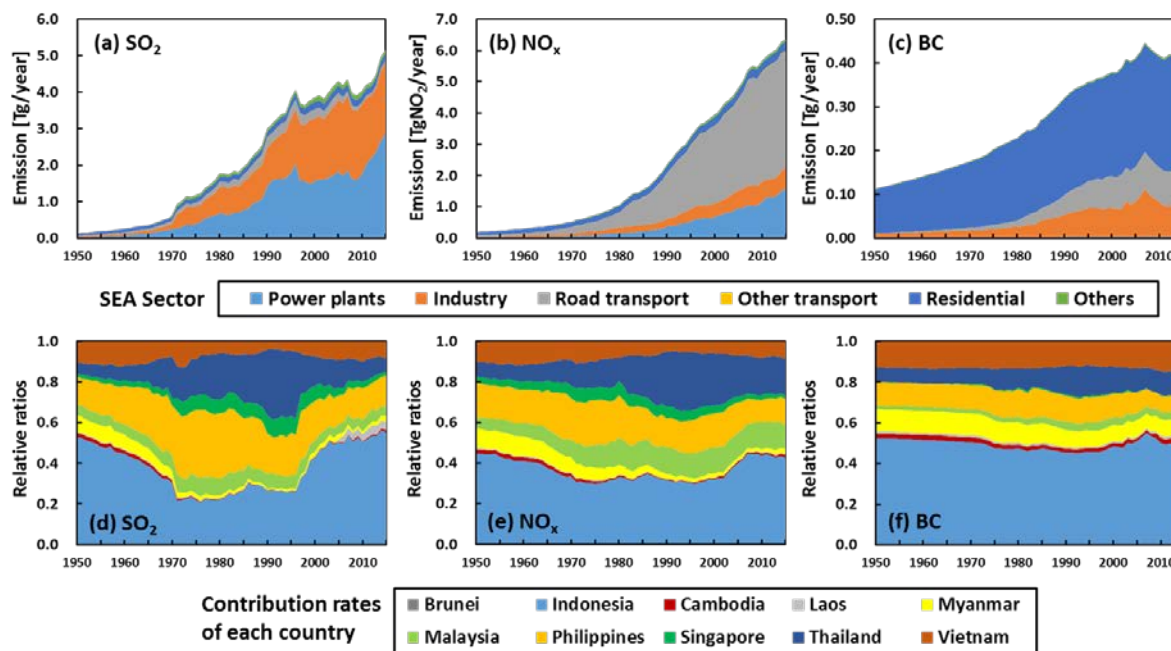 (a) SO2
Emission [Tg/year]
6.0
5.0
4.0
3.0
2.0
1.0
0.0
1950 1960 1970 1980 1990 2000 2010
(b) NOx
Emission [TgNO2/year]
7.0
6.0
5.0
4.0
3.0
2.0
1.0
0.0
1950 1960 1970 1980 1990 2000 2010
(c) BC
Emission [Tg/year]
0.50
0.40
0.30
0.20
0.10
0.00
1950 1960 1970 1980 1990 2000 2010
SEA Sector
Power plants Industry Road transport Other transport Residential Others
Relative ratios
1.0
0.8
0.6
0.4
0.2
0.0
(d) SO2
1950 1960 1970 1980 1990 2000 2010
Relative ratios
1.0
0.8
0.6
0.4
0.2
0.0
(e) NOx
1950 1960 1970 1980 1990 2000 2010
Relative ratios
1.0
0.8
0.6
0.4
0.2
0.0
(f) BC
1950 1960 1970 1980 1990 2000 2010
Contribution rates
of each country
Brunei Indonesia Cambodia Laos Myanmar
Malaysia Philippines Singapore Thailand Vietnam